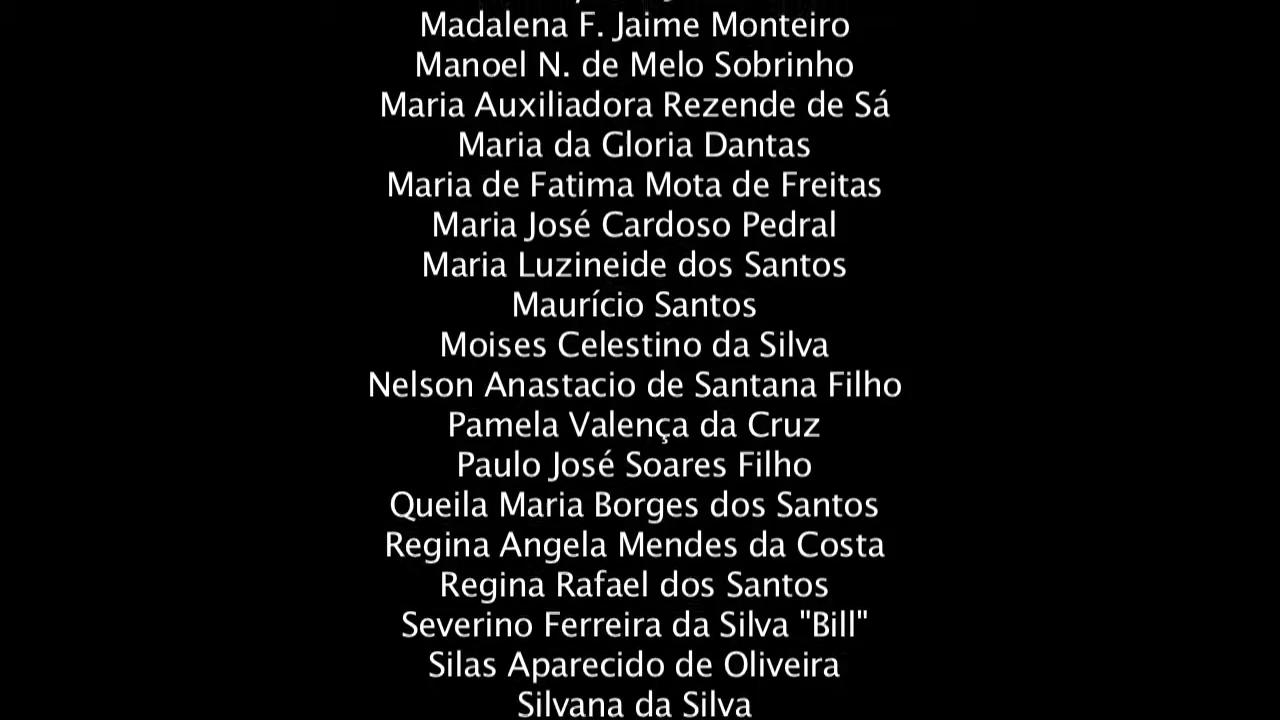 Madalena F. Jaime Monteiro
Manoel N. de Melo Sobrinho
Maria Auxiliadora Rezende de Sá
Maria da Gloria Dantas
Maria de Fatima Mota de Freitas
Maria José Cardoso Pedral
Maria Luzineide dos Santos
Maurício Santos
Moises Celestino da Silva
Nelson Anastacio de Santana Filho
Pamela Valença da Cruz
Paulo José Soares Filho
Queila Maria Borges dos Santos
Regina Angela Mendes da Costa
Regina Rafael dos Santos
Severino Ferreira da Silva "Bill"
Silas Aparecido de Oliveira
Silvana da Silva